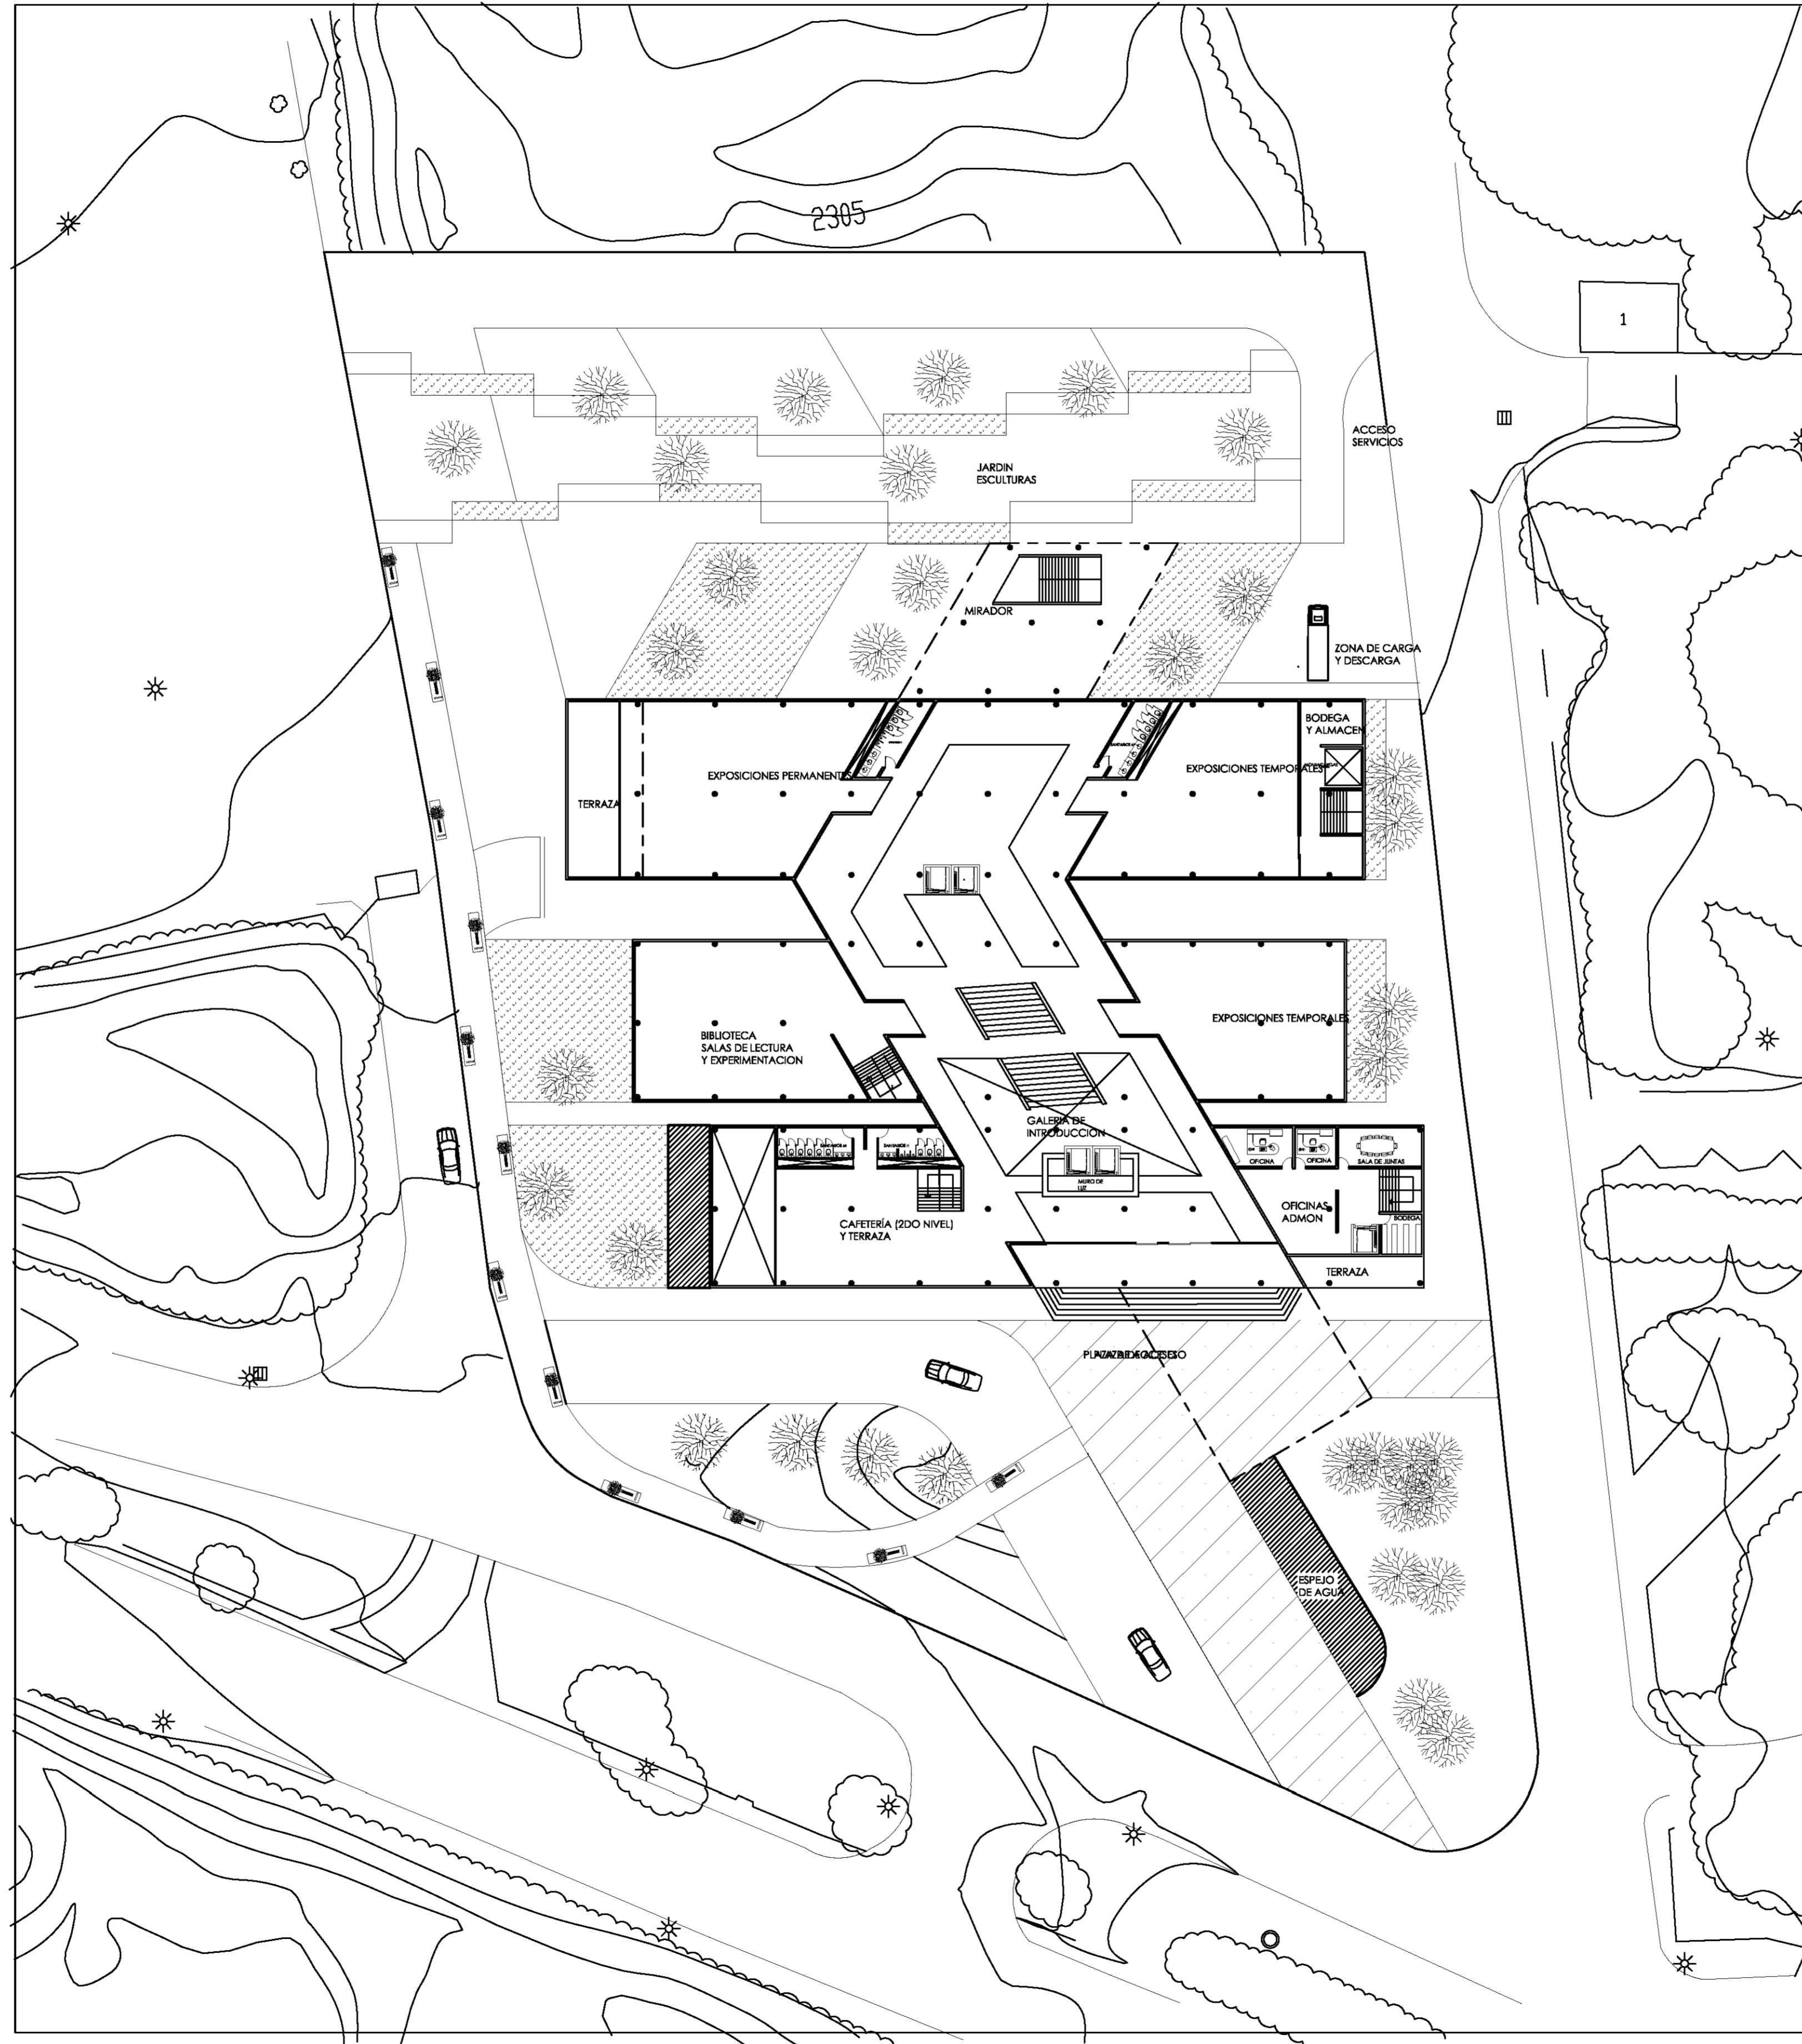 2305
1
ACCESO
SERVICIOS
JARDIN
ESCULTURAS
MIRADOR
ZONA DE CARGA
Y DESCARGA
BODEGA
Y ALMACEN
EXPOSICIONES PERMANENTES
EXPOSICIONES TEMPORALES
TERRAZA
EXPOSICIONES TEMPORALES
BIBLIOTECA
SALAS DE LECTURA
Y EXPERIMENTACION
GALERIA DE
INTRODUCCION
SANITARIOS
SANITARIOS
OFICINA
OFICINA
SALA DE JUNTAS
MURO DE
LUZ
OFICINAS
ADMON
BODEGA
CAFETERÍA (2DO NIVEL)
Y TERRAZA
TERRAZA
ESPEJO
DE AGUA